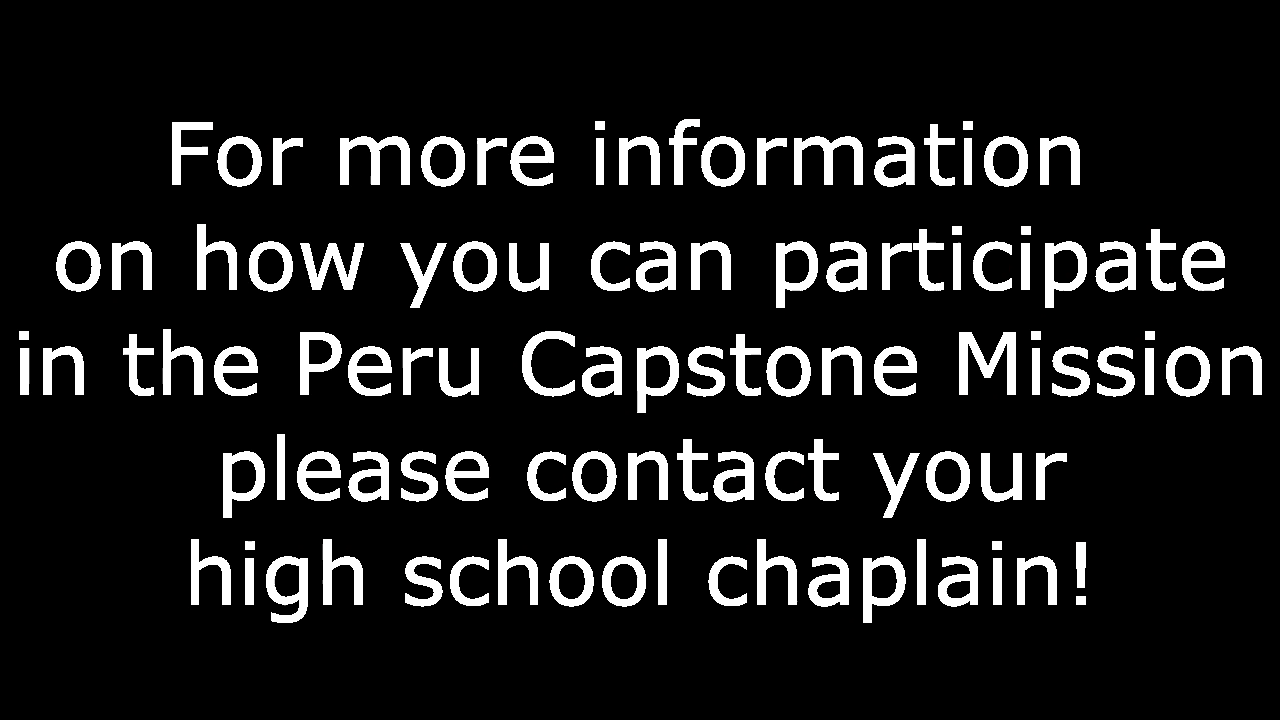 For more information
on how you can participate
in the Peru Capstone Mission
please contact your
high school chaplain!